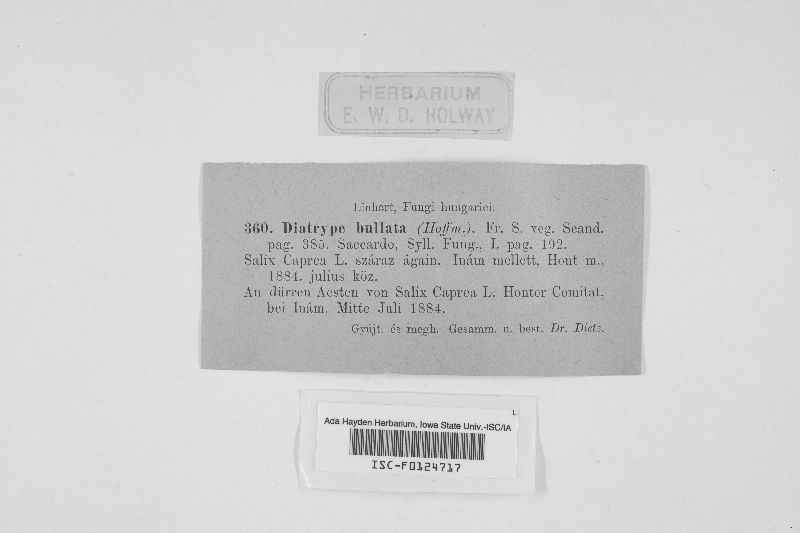 HERBARIUM
E. W. D. HOLWAY
Linhart, Fungi hungarici.
360. Diatrype bullata (Hoffm.). Fr. S. veg. Scand.
pag. 385. Saccardo, Syll. Fung., I. pag. 192.
Salix Caprea L. száraz ágain. Inám mellett, Hont m.,
1884. julius köz.
An dürren Aesten von Salix Caprea L. Honter Comitat,
bei Inám. Mitte Juli 1884.
Gyüjt. és megh. Gesamm. u. best. Dr. Dietz.
L.
Ada Hayden Herbarium, Iowa State Univ.-ISC/IA
ISC-F0124717